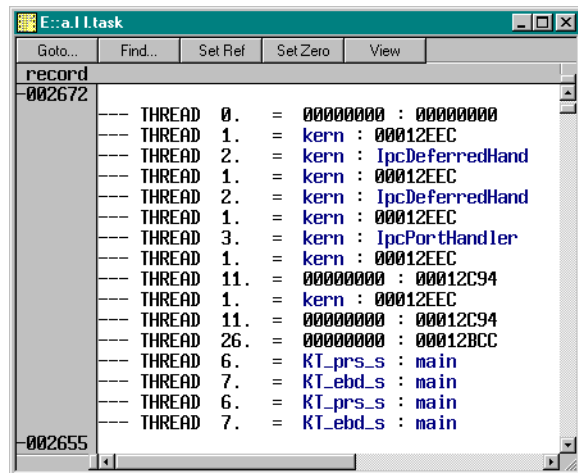 E::a.l l.task
Goto... Find... Set Ref Set Zero View
record
-002672
--- THREAD 0. = 00000000 : 00000000
--- THREAD 1. = kern : 00012EEC
--- THREAD 2. = kern : IpcDeferredHand
--- THREAD 1. = kern : 00012EEC
--- THREAD 2. = kern : IpcDeferredHand
--- THREAD 1. = kern : 00012EEC
--- THREAD 3. = kern : IpcPortHandler
--- THREAD 1. = kern : 00012EEC
--- THREAD 11. = 00000000 : 00012C94
--- THREAD 1. = kern : 00012EEC
--- THREAD 11. = 00000000 : 00012C94
--- THREAD 26. = 00000000 : 00012BCC
--- THREAD 6. = KT_prs_s : main
--- THREAD 7. = KT_ebd_s : main
--- THREAD 6. = KT_prs_s : main
--- THREAD 7. = KT_ebd_s : main
-002655